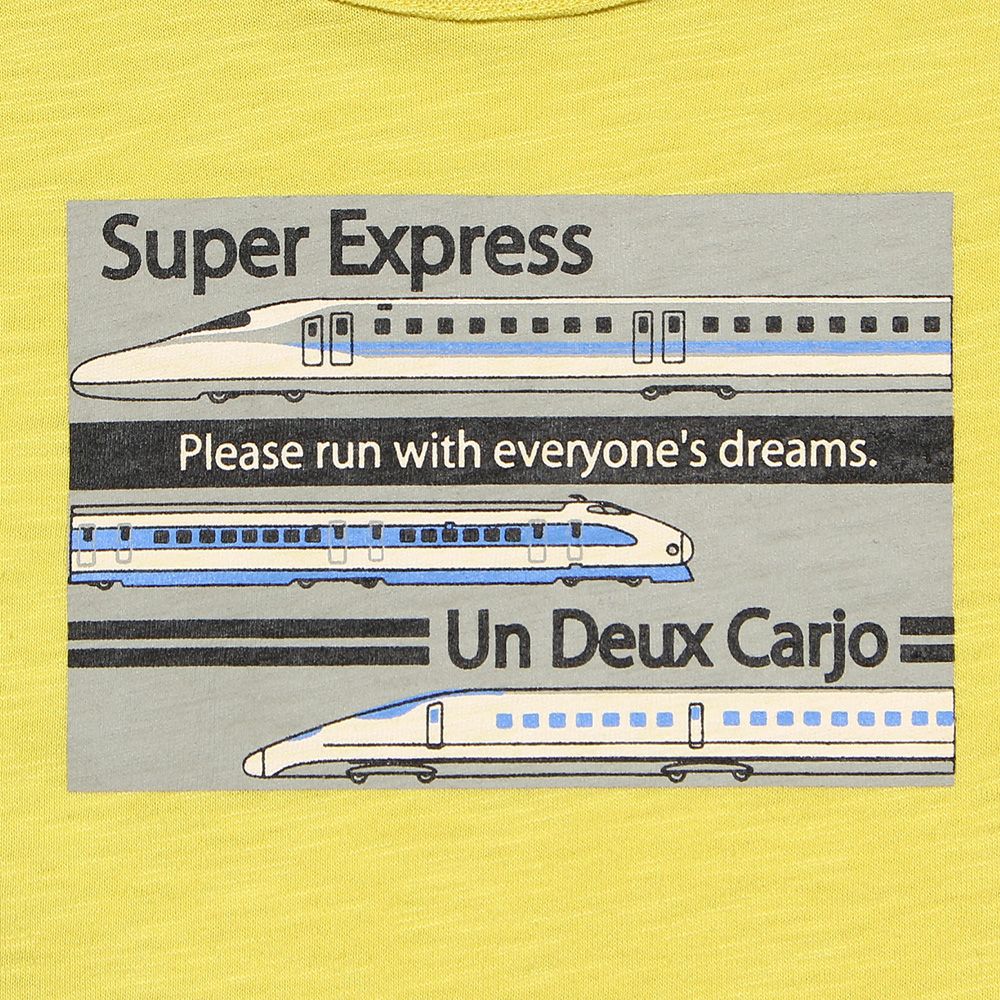 Super Express
Please run with everyone's dreams.
Un Deux Carjo